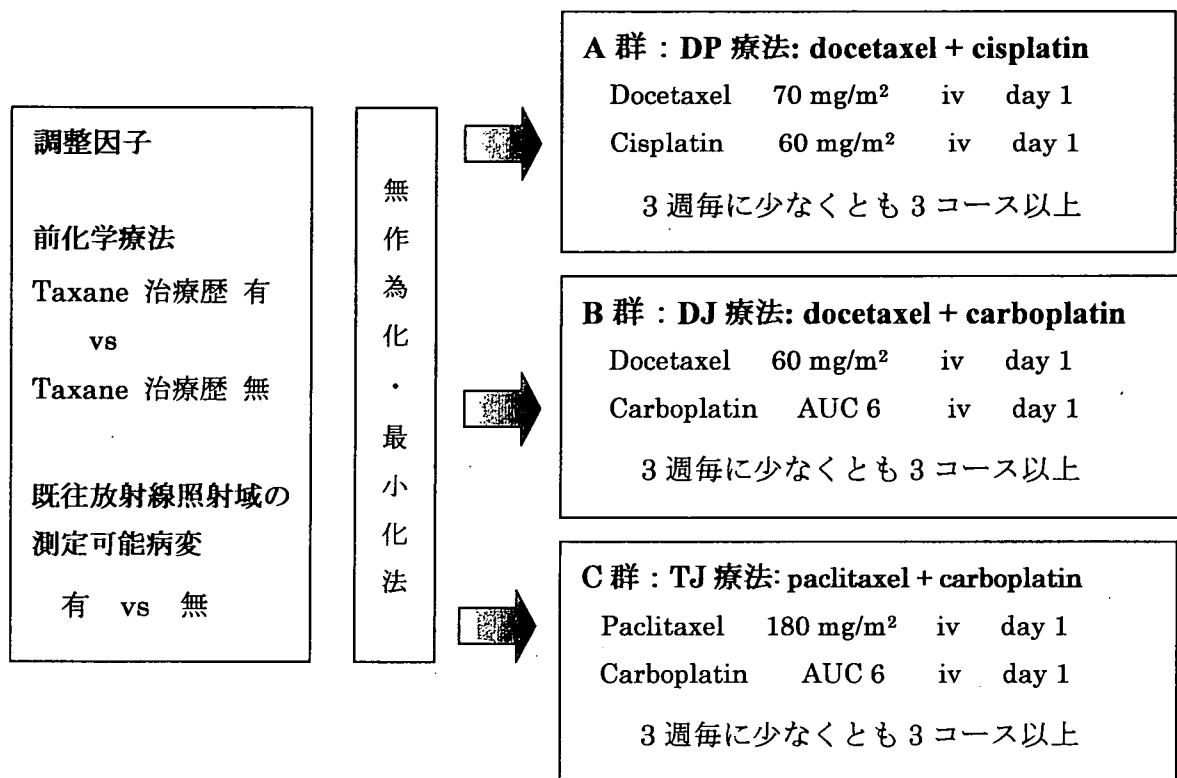 調整因子
前化学療法
Taxane 治療歴 有
vs
Taxane 治療歴 無
既往放射線照射域の
測定可能病変
有 vs 無
無作為化・最小化法
A 群：DP 療法: docetaxel + cisplatin
Docetaxel 70 mg/m² iv day 1
Cisplatin 60 mg/m² iv day 1
3 週毎に少なくとも 3 コース以上
B 群：DJ 療法: docetaxel + carboplatin
Docetaxel 60 mg/m² iv day 1
Carboplatin AUC 6 iv day 1
3 週毎に少なくとも 3 コース以上
C 群：TJ 療法: paclitaxel + carboplatin
Paclitaxel 180 mg/m² iv day 1
Carboplatin AUC 6 iv day 1
3 週毎に少なくとも 3 コース以上